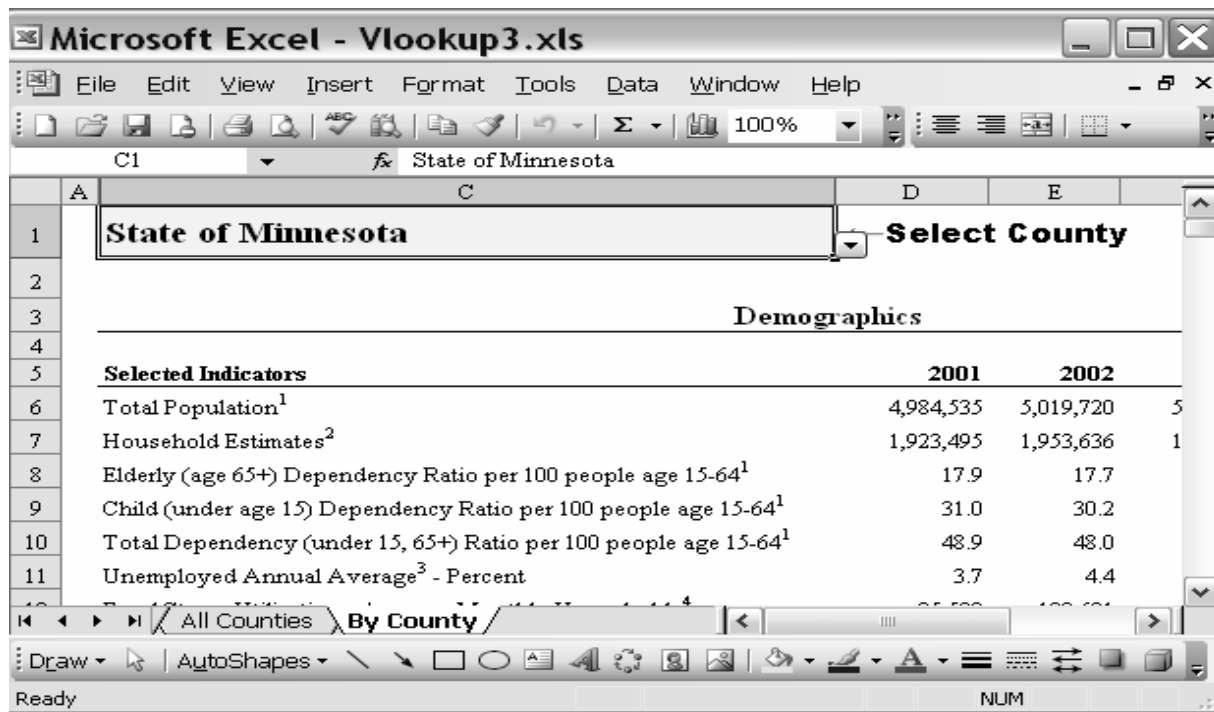 Microsoft Excel - Vlookup3.xls
File Edit View Insert Format Tools Data Window Help
ABC Σ 100% a
C1 fx State of Minnesota
A C D E
1 State of Minnesota Select County
2
3 Demographics
4
5 Selected Indicators 2001 2002
6 Total Population1 4,984,535 5,019,720 5
7 Household Estimates2 1,923,495 1,953,636 1
8 Elderly (age 65+) Dependency Ratio per 100 people age 15-641 17.9 17.7
9 Child (under age 15) Dependency Ratio per 100 people age 15-641 31.0 30.2
10 Total Dependency (under 15, 65+) Ratio per 100 people age 15-641 48.9 48.0
11 Unemployed Annual Average3 - Percent 3.7 4.4
All Counties By County
Draw AutoShapes A A A
Ready NUM